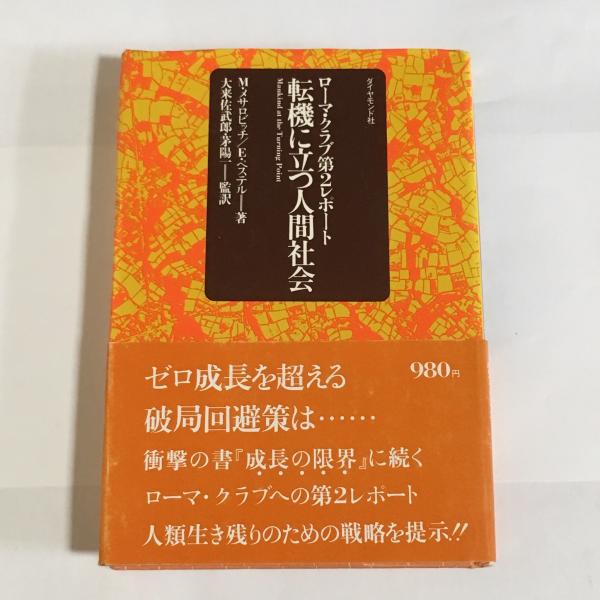 ダイヤモンド社
ローマ・クラブ第2レポート
転機に立つ人間社会
Mankind at the Turning Point
M・メサロビッチ/E・ペステル——著
大来佐武郎・茅陽一——監訳
ゼロ成長を超える
破局回避策は……
980円
衝撃の書『成長の限界』に続く
ローマ・クラブへの第2レポート
人類生き残りのための戦略を提示!!